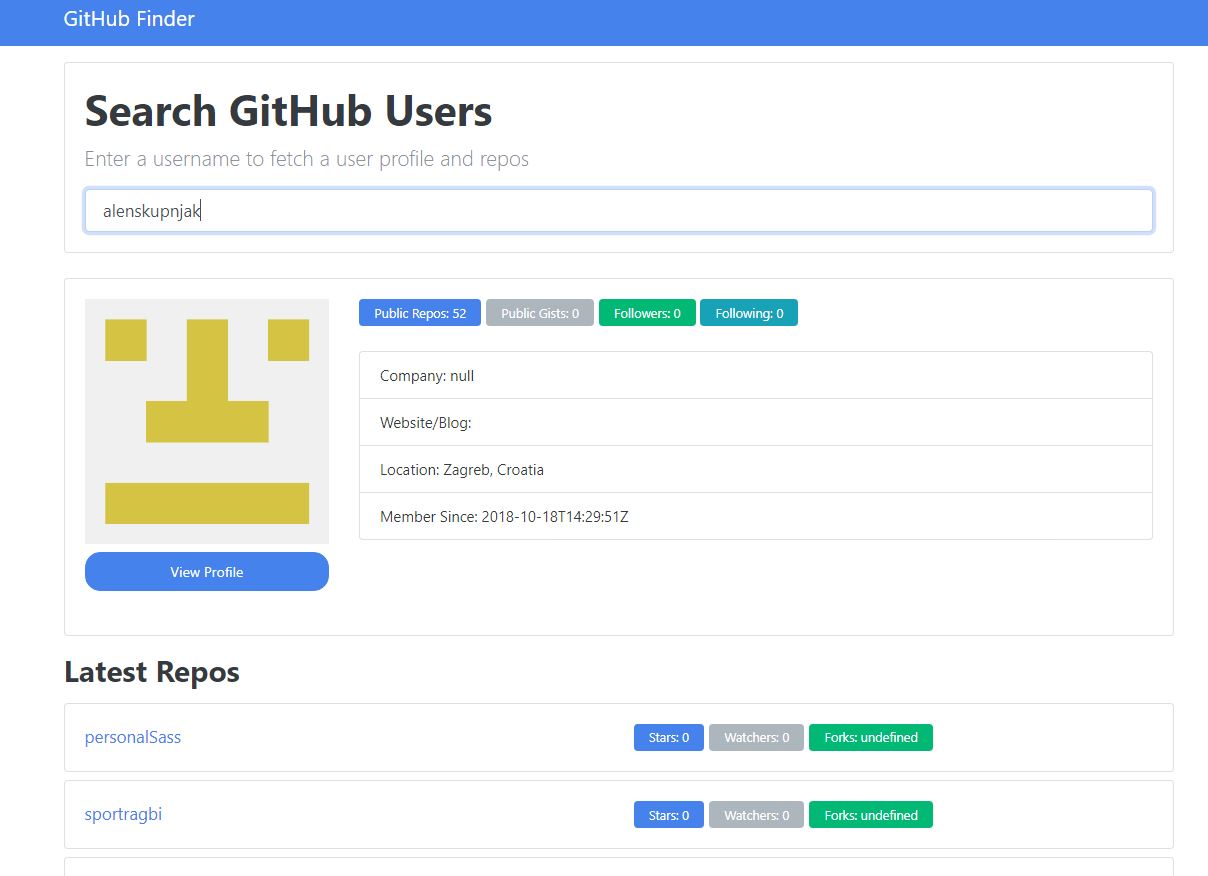 GitHub Finder
Search GitHub Users
Enter a username to fetch a user profile and repos
alenskupnjak
Public Repos: 52 Public Gists: 0 Followers: 0 Following: 0
Company: null
Website/Blog:
Location: Zagreb, Croatia
Member Since: 2018-10-18T14:29:51Z
View Profile
Latest Repos
personalSass Stars: 0 Watchers: 0 Forks: undefined
sportragbi Stars: 0 Watchers: 0 Forks: undefined